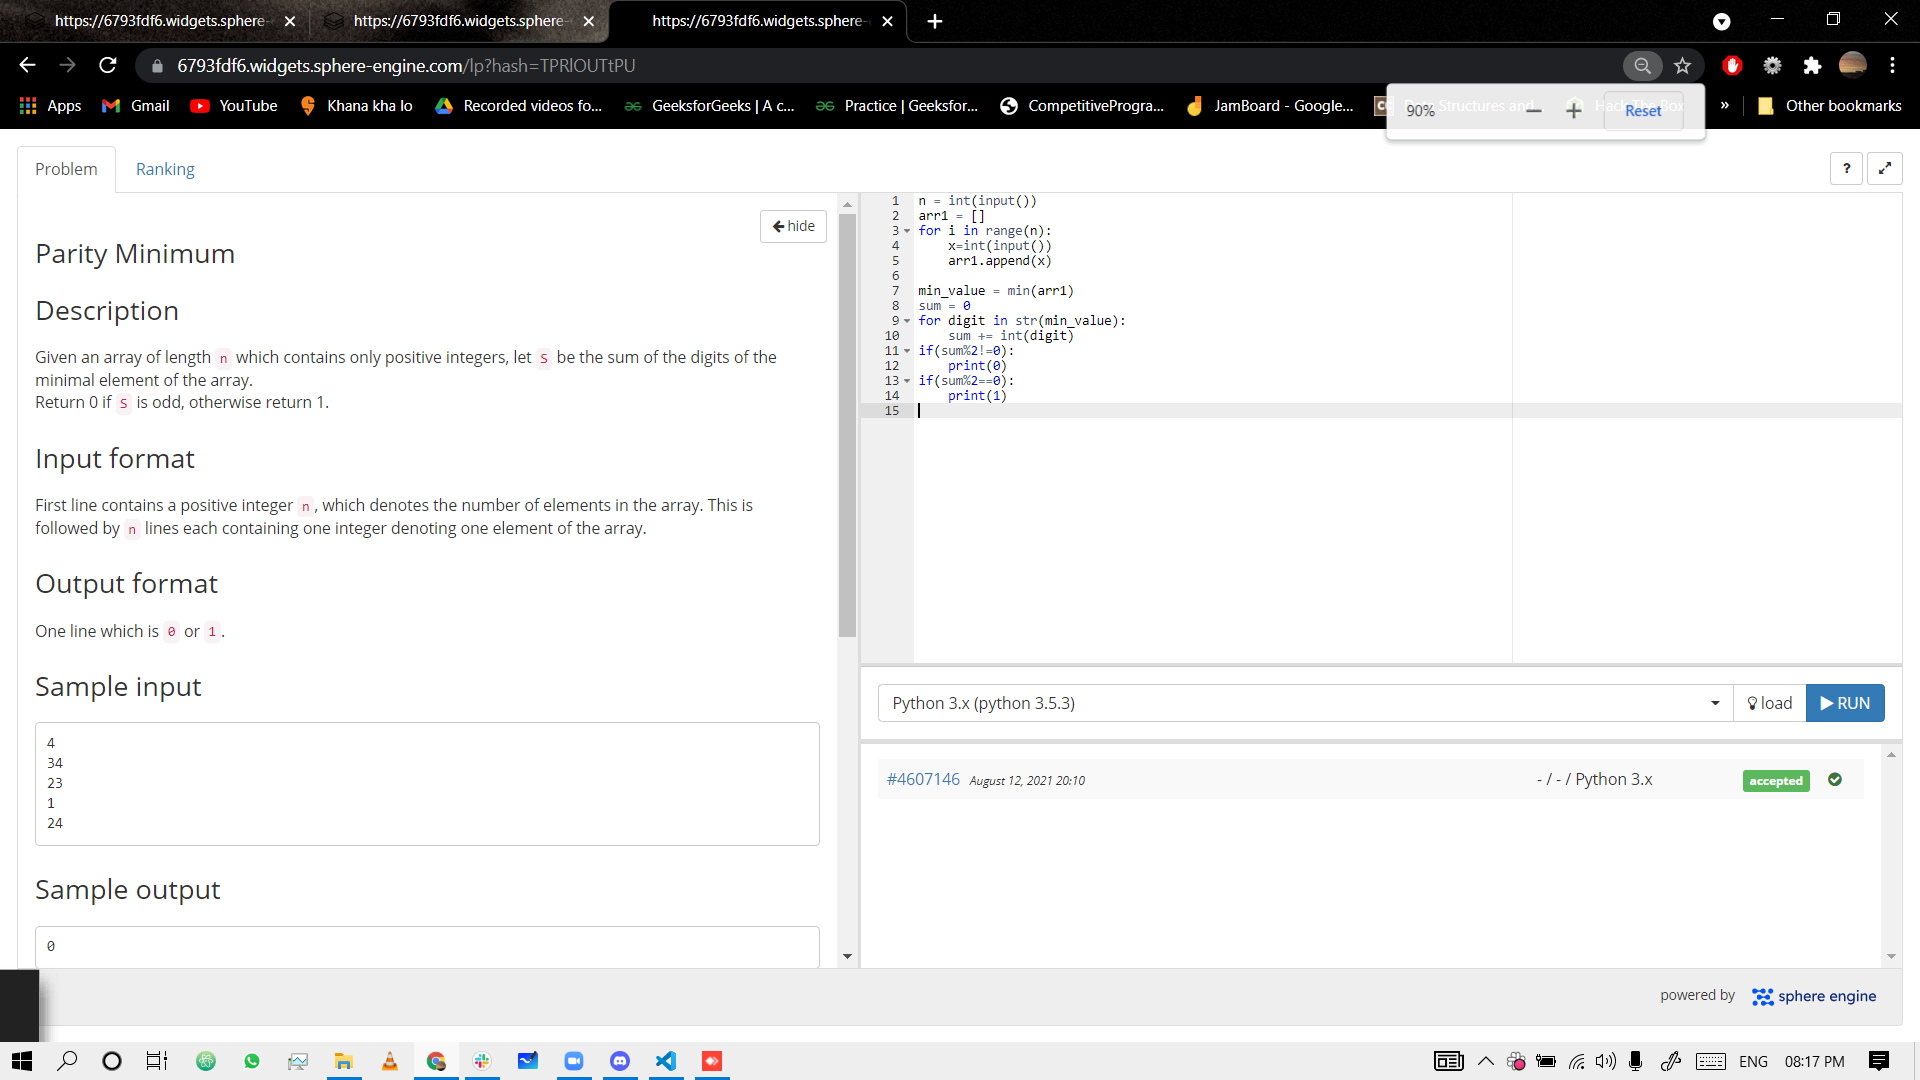 https://6793fdf6.widgets.sphere-
https://6793fdf6.widgets.sphere-
https://6793fdf6.widgets.sphere-
6793fdf6.widgets.sphere-engine.com/lp?hash=TPRlOUTtPU
Apps Gmail YouTube Khana kha lo Recorded videos fo... GeeksforGeeks | A c... Practice | Geeksfor... CompetitiveProgra... JamBoard - Google... CC Data Structures and Hack The Box » Other bookmarks
90% Reset
Problem Ranking ?
hide
Parity Minimum
Description
Given an array of length n which contains only positive integers, let S be the sum of the digits of the
minimal element of the array.
Return 0 if S is odd, otherwise return 1.
Input format
First line contains a positive integer n , which denotes the number of elements in the array. This is
followed by n lines each containing one integer denoting one element of the array.
Output format
One line which is 0 or 1 .
Sample input
4
34
23
1
24
Sample output
0
1 n = int(input())
2 arr1 = []
3 for i in range(n):
4 x=int(input())
5 arr1.append(x)
6
7 min_value = min(arr1)
8 sum = 0
9 for digit in str(min_value):
10 sum += int(digit)
11 if(sum%2!=0):
12 print(0)
13 if(sum%2==0):
14 print(1)
15
Python 3.x (python 3.5.3) load RUN
#4607146 August 12, 2021 20:10 - / - / Python 3.x accepted
powered by sphere engine
ENG 08:17 PM